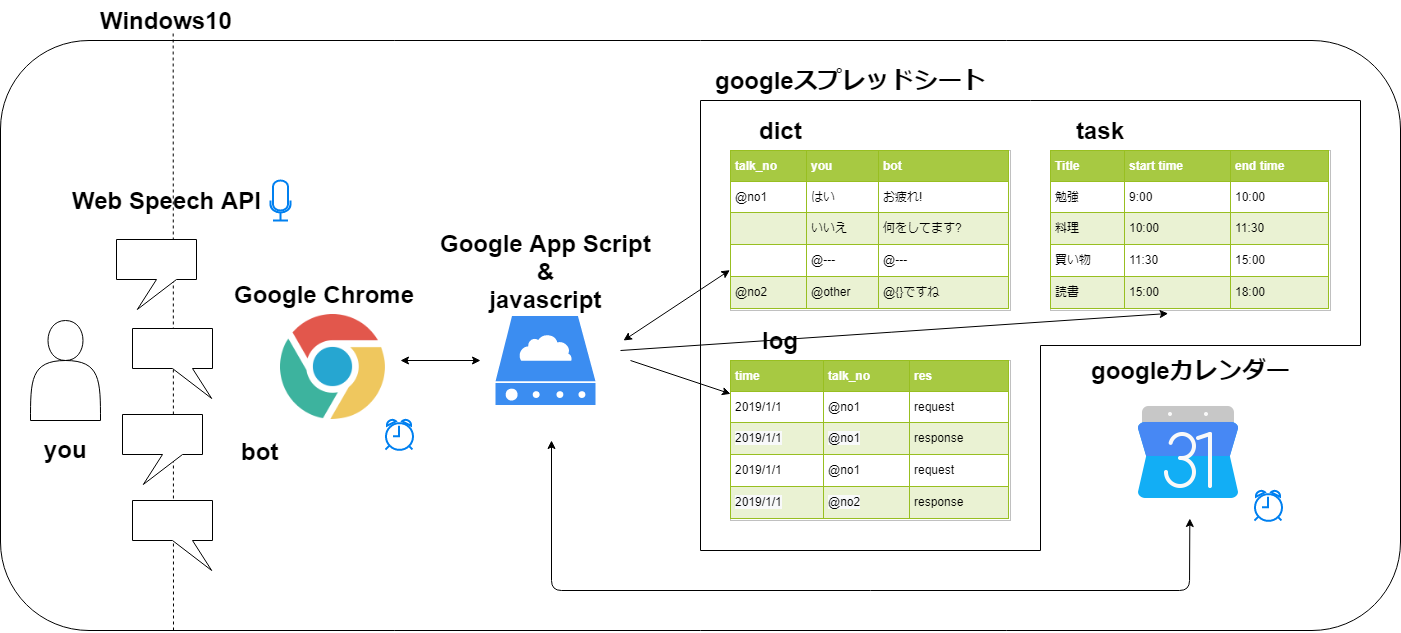 Windows10
googleスプレッドシート
dict
talk_no you bot
@no1 はい お疲れ!
いいえ 何をしてます?
@--- @---
@no2 @other @{}ですね
task
Title start time end time
勉強 9:00 10:00
料理 10:00 11:30
買い物 11:30 15:00
読書 15:00 18:00
Web Speech API
Google App Script
&
javascript
Google Chrome
log
time talk_no res
2019/1/1 @no1 request
2019/1/1 @no1 response
2019/1/1 @no1 request
2019/1/1 @no2 response
googleカレンダー
31
you
bot